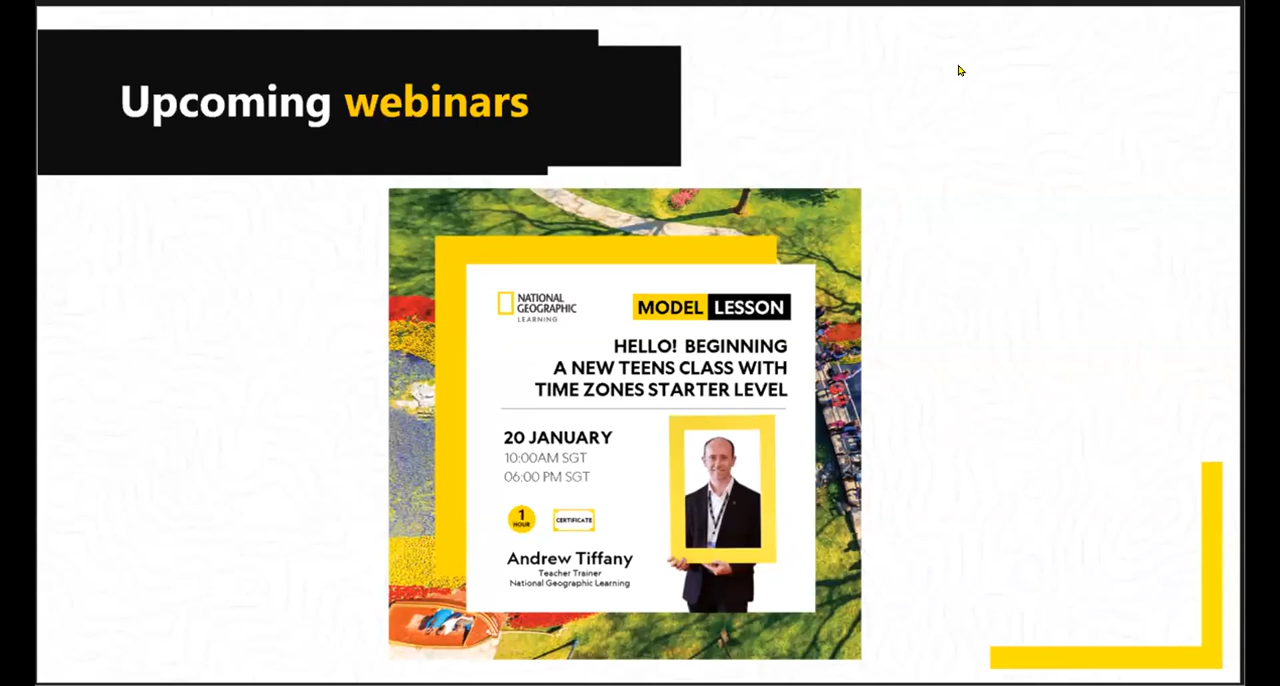 Upcoming webinars
NATIONAL
GEOGRAPHIC
LEARNING
MODEL LESSON
HELLO! BEGINNING
A NEW TEENS CLASS WITH
TIME ZONES STARTER LEVEL
20 JANUARY
10:00AM SGT
06:00 PM SGT
1
HOUR
CERTIFICATE
Andrew Tiffany
Teacher Trainer
National Geographic Learning